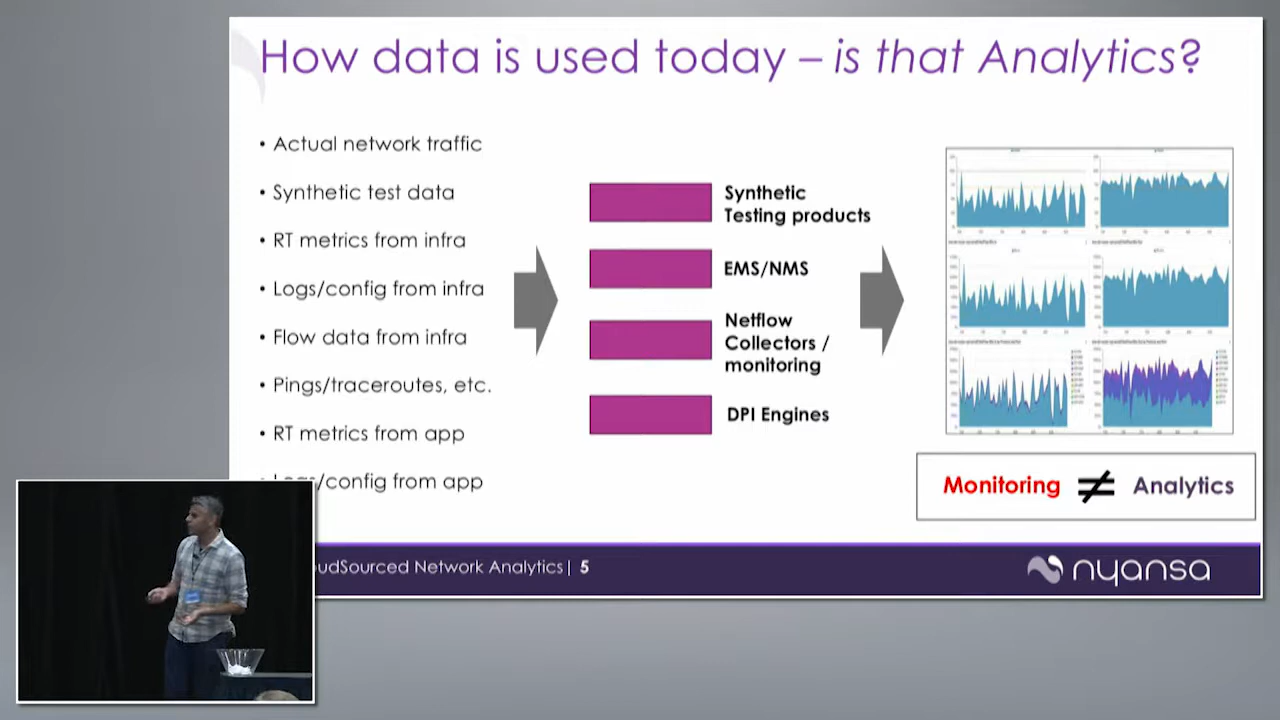 How data is used today – is that Analytics?
• Actual network traffic
• Synthetic test data
• RT metrics from infra
• Logs/config from infra
• Flow data from infra
• Pings/traceroutes, etc.
• RT metrics from app
/config from app
Synthetic
Testing products
EMS/NMS
Netflow
Collectors /
monitoring
DPI Engines
Monitoring ≠ Analytics
oudSourced Network Analytics| 5
nyansa